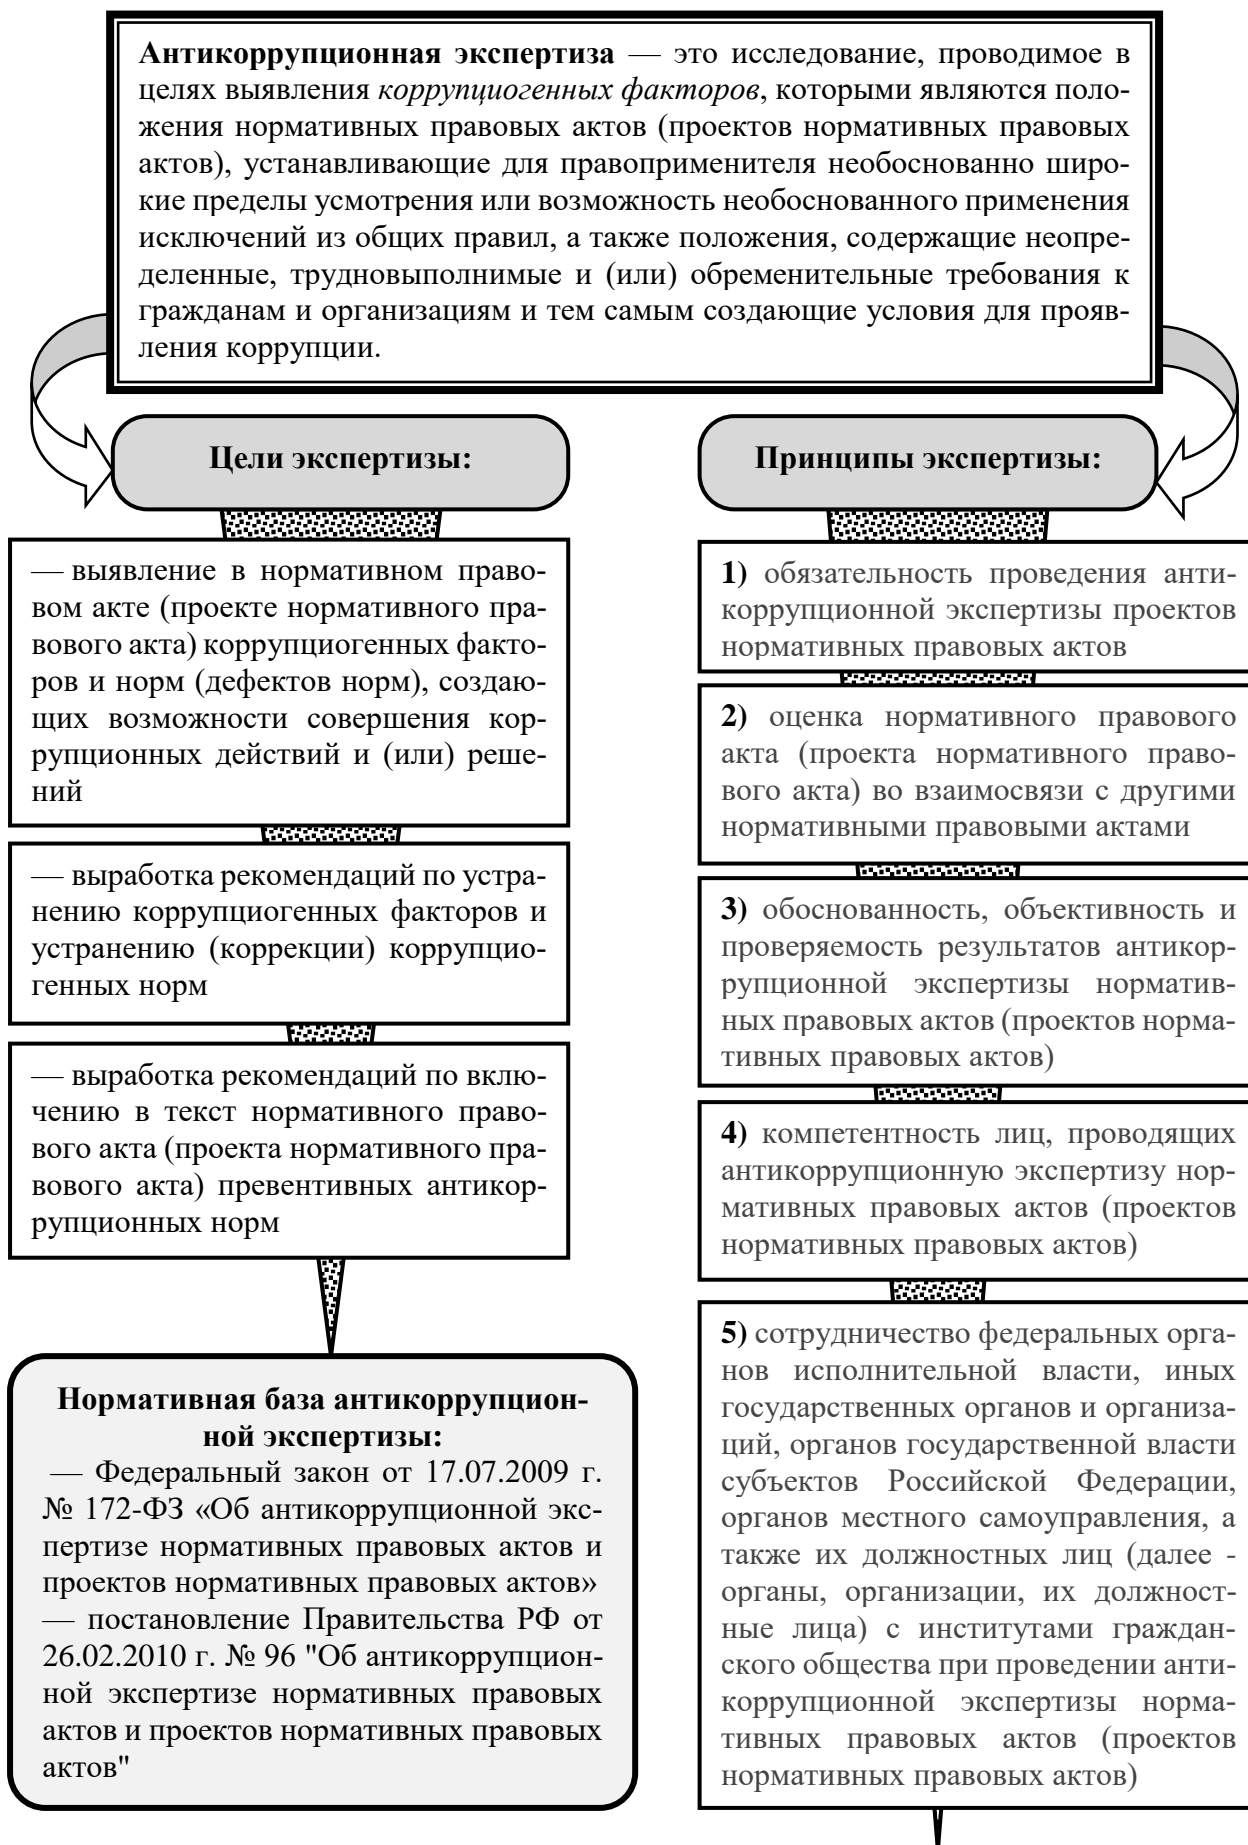 Антикоррупционная экспертиза — это исследование, проводимое в
целях выявления коррупциогенных факторов, которыми являются поло-
жения нормативных правовых актов (проектов нормативных правовых
актов), устанавливающие для правоприменителя необоснованно широ-
кие пределы усмотрения или возможность необоснованного применения
исключений из общих правил, а также положения, содержащие неопре-
деленные, трудновыполнимые и (или) обременительные требования к
гражданам и организациям и тем самым создающие условия для прояв-
ления коррупции.
Цели экспертизы:
— выявление в нормативном право-
вом акте (проекте нормативного пра-
вового акта) коррупциогенных факто-
ров и норм (дефектов норм), создаю-
щих возможности совершения кор-
рупционных действий и (или) реше-
ний
— выработка рекомендаций по устра-
нению коррупциогенных факторов и
устранению (коррекции) коррупцио-
генных норм
— выработка рекомендаций по вклю-
чению в текст нормативного право-
вого акта (проекта нормативного пра-
вового акта) превентивных антикор-
рупционных норм
Нормативная база антикоррупцион-
ной экспертизы:
— Федеральный закон от 17.07.2009 г.
№ 172-ФЗ «Об антикоррупционной экс-
пертизе нормативных правовых актов и
проектов нормативных правовых актов»
— постановление Правительства РФ от
26.02.2010 г. № 96 "Об антикоррупцион-
ной экспертизе нормативных правовых
актов и проектов нормативных правовых
актов"
Принципы экспертизы:
1) обязательность проведения анти-
коррупционной экспертизы проектов
нормативных правовых актов
2) оценка нормативного правового
акта (проекта нормативного право-
вого акта) во взаимосвязи с другими
нормативными правовыми актами
3) обоснованность, объективность и
проверяемость результатов антикор-
рупционной экспертизы норматив-
ных правовых актов (проектов норма-
тивных правовых актов)
4) компетентность лиц, проводящих
антикоррупционную экспертизу нор-
мативных правовых актов (проектов
нормативных правовых актов)
5) сотрудничество федеральных орга-
нов исполнительной власти, иных
государственных органов и организа-
ций, органов государственной власти
субъектов Российской Федерации,
органов местного самоуправления, а
также их должностных лиц (далее -
органы, организации, их должност-
ные лица) с институтами граждан-
ского общества при проведении анти-
коррупционной экспертизы норма-
тивных правовых актов (проектов
нормативных правовых актов)